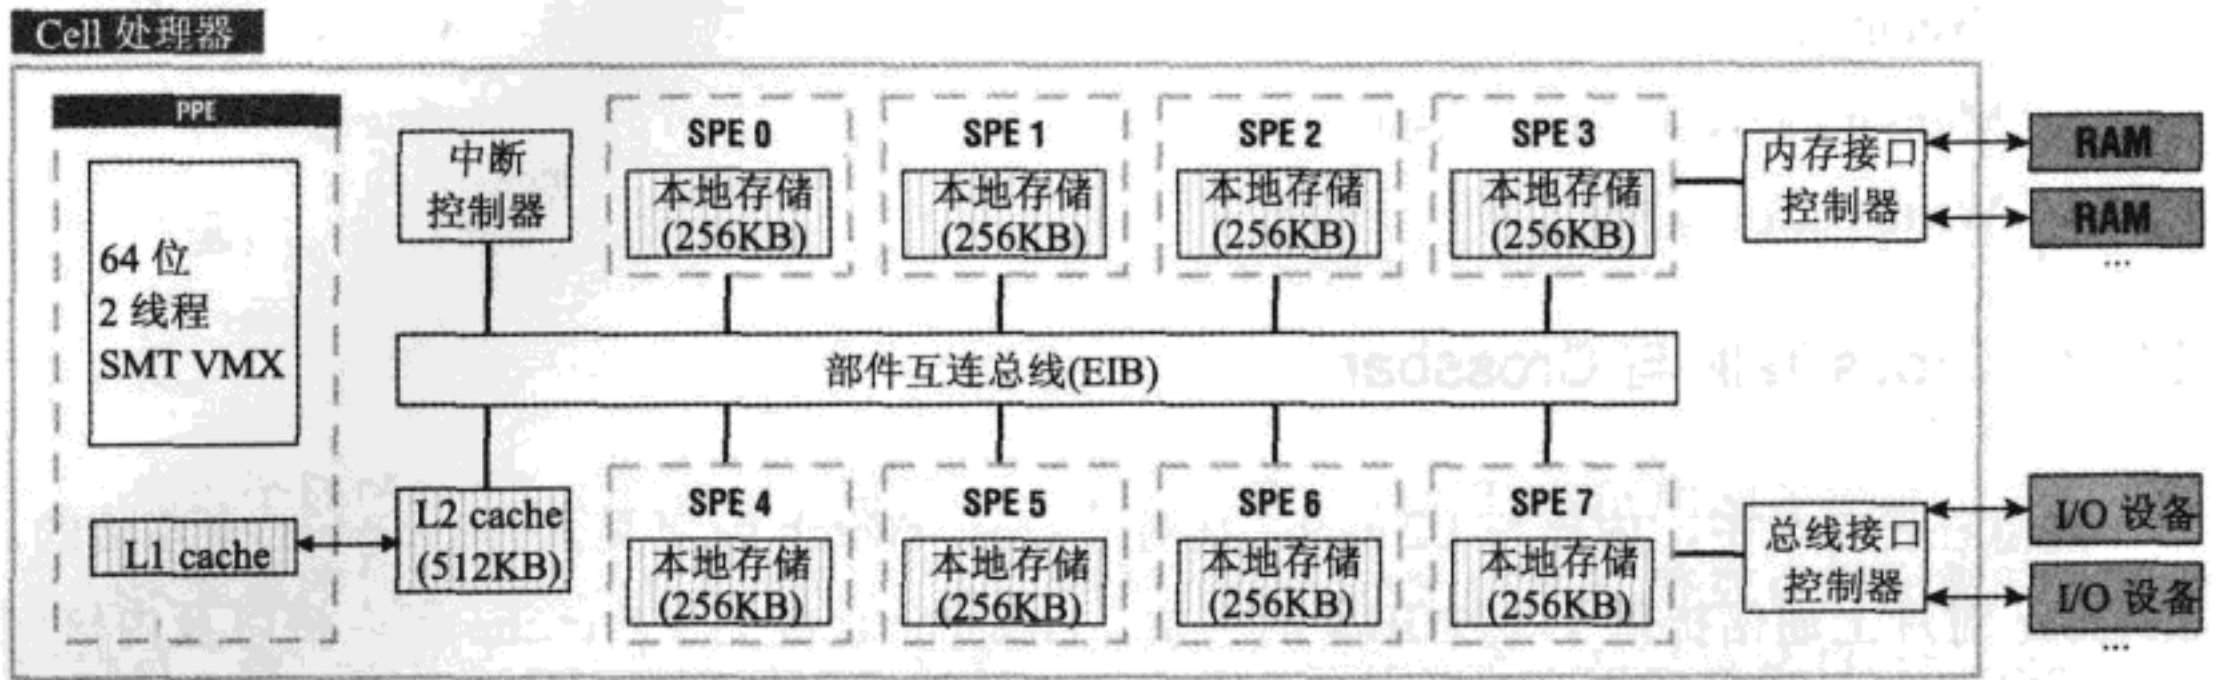 Cell 处理器
PPE
64 位
2 线程
SMT VMX
L1 cache
中断
控制器
L2 cache
(512KB)
SPE 0
本地存储
(256KB)
SPE 1
本地存储
(256KB)
SPE 2
本地存储
(256KB)
SPE 3
本地存储
(256KB)
部件互连总线(EIB)
SPE 4
本地存储
(256KB)
SPE 5
本地存储
(256KB)
SPE 6
本地存储
(256KB)
SPE 7
本地存储
(256KB)
内存接口
控制器
RAM
RAM
...
总线接口
控制器
I/O 设备
I/O 设备
...